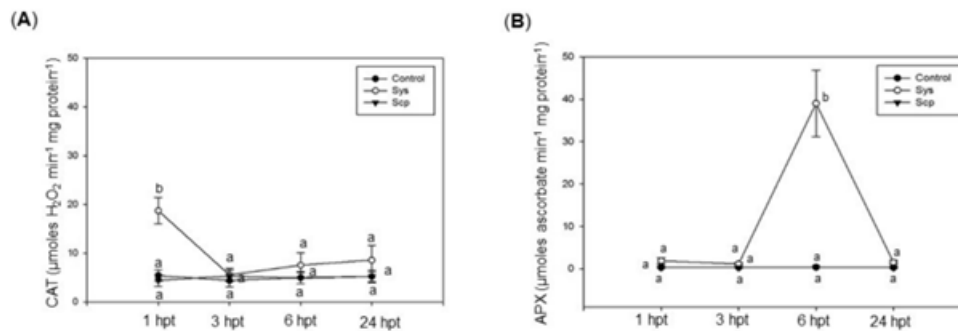 (A)
50
40
30
20
10
0
CAT (µmoles H₂O₂ min⁻¹ mg protein⁻¹)
Control
Sys
Scp
b
a
a
a
a
a
a
a
a
a
a
a
1 hpt 3 hpt 6 hpt 24 hpt
(B)
50
40
30
20
10
0
APX (µmoles ascorbate min⁻¹ mg protein⁻¹)
Control
Sys
Scp
b
a
a
a
a
a
a
a
a
a
a
1 hpt 3 hpt 6 hpt 24 hpt